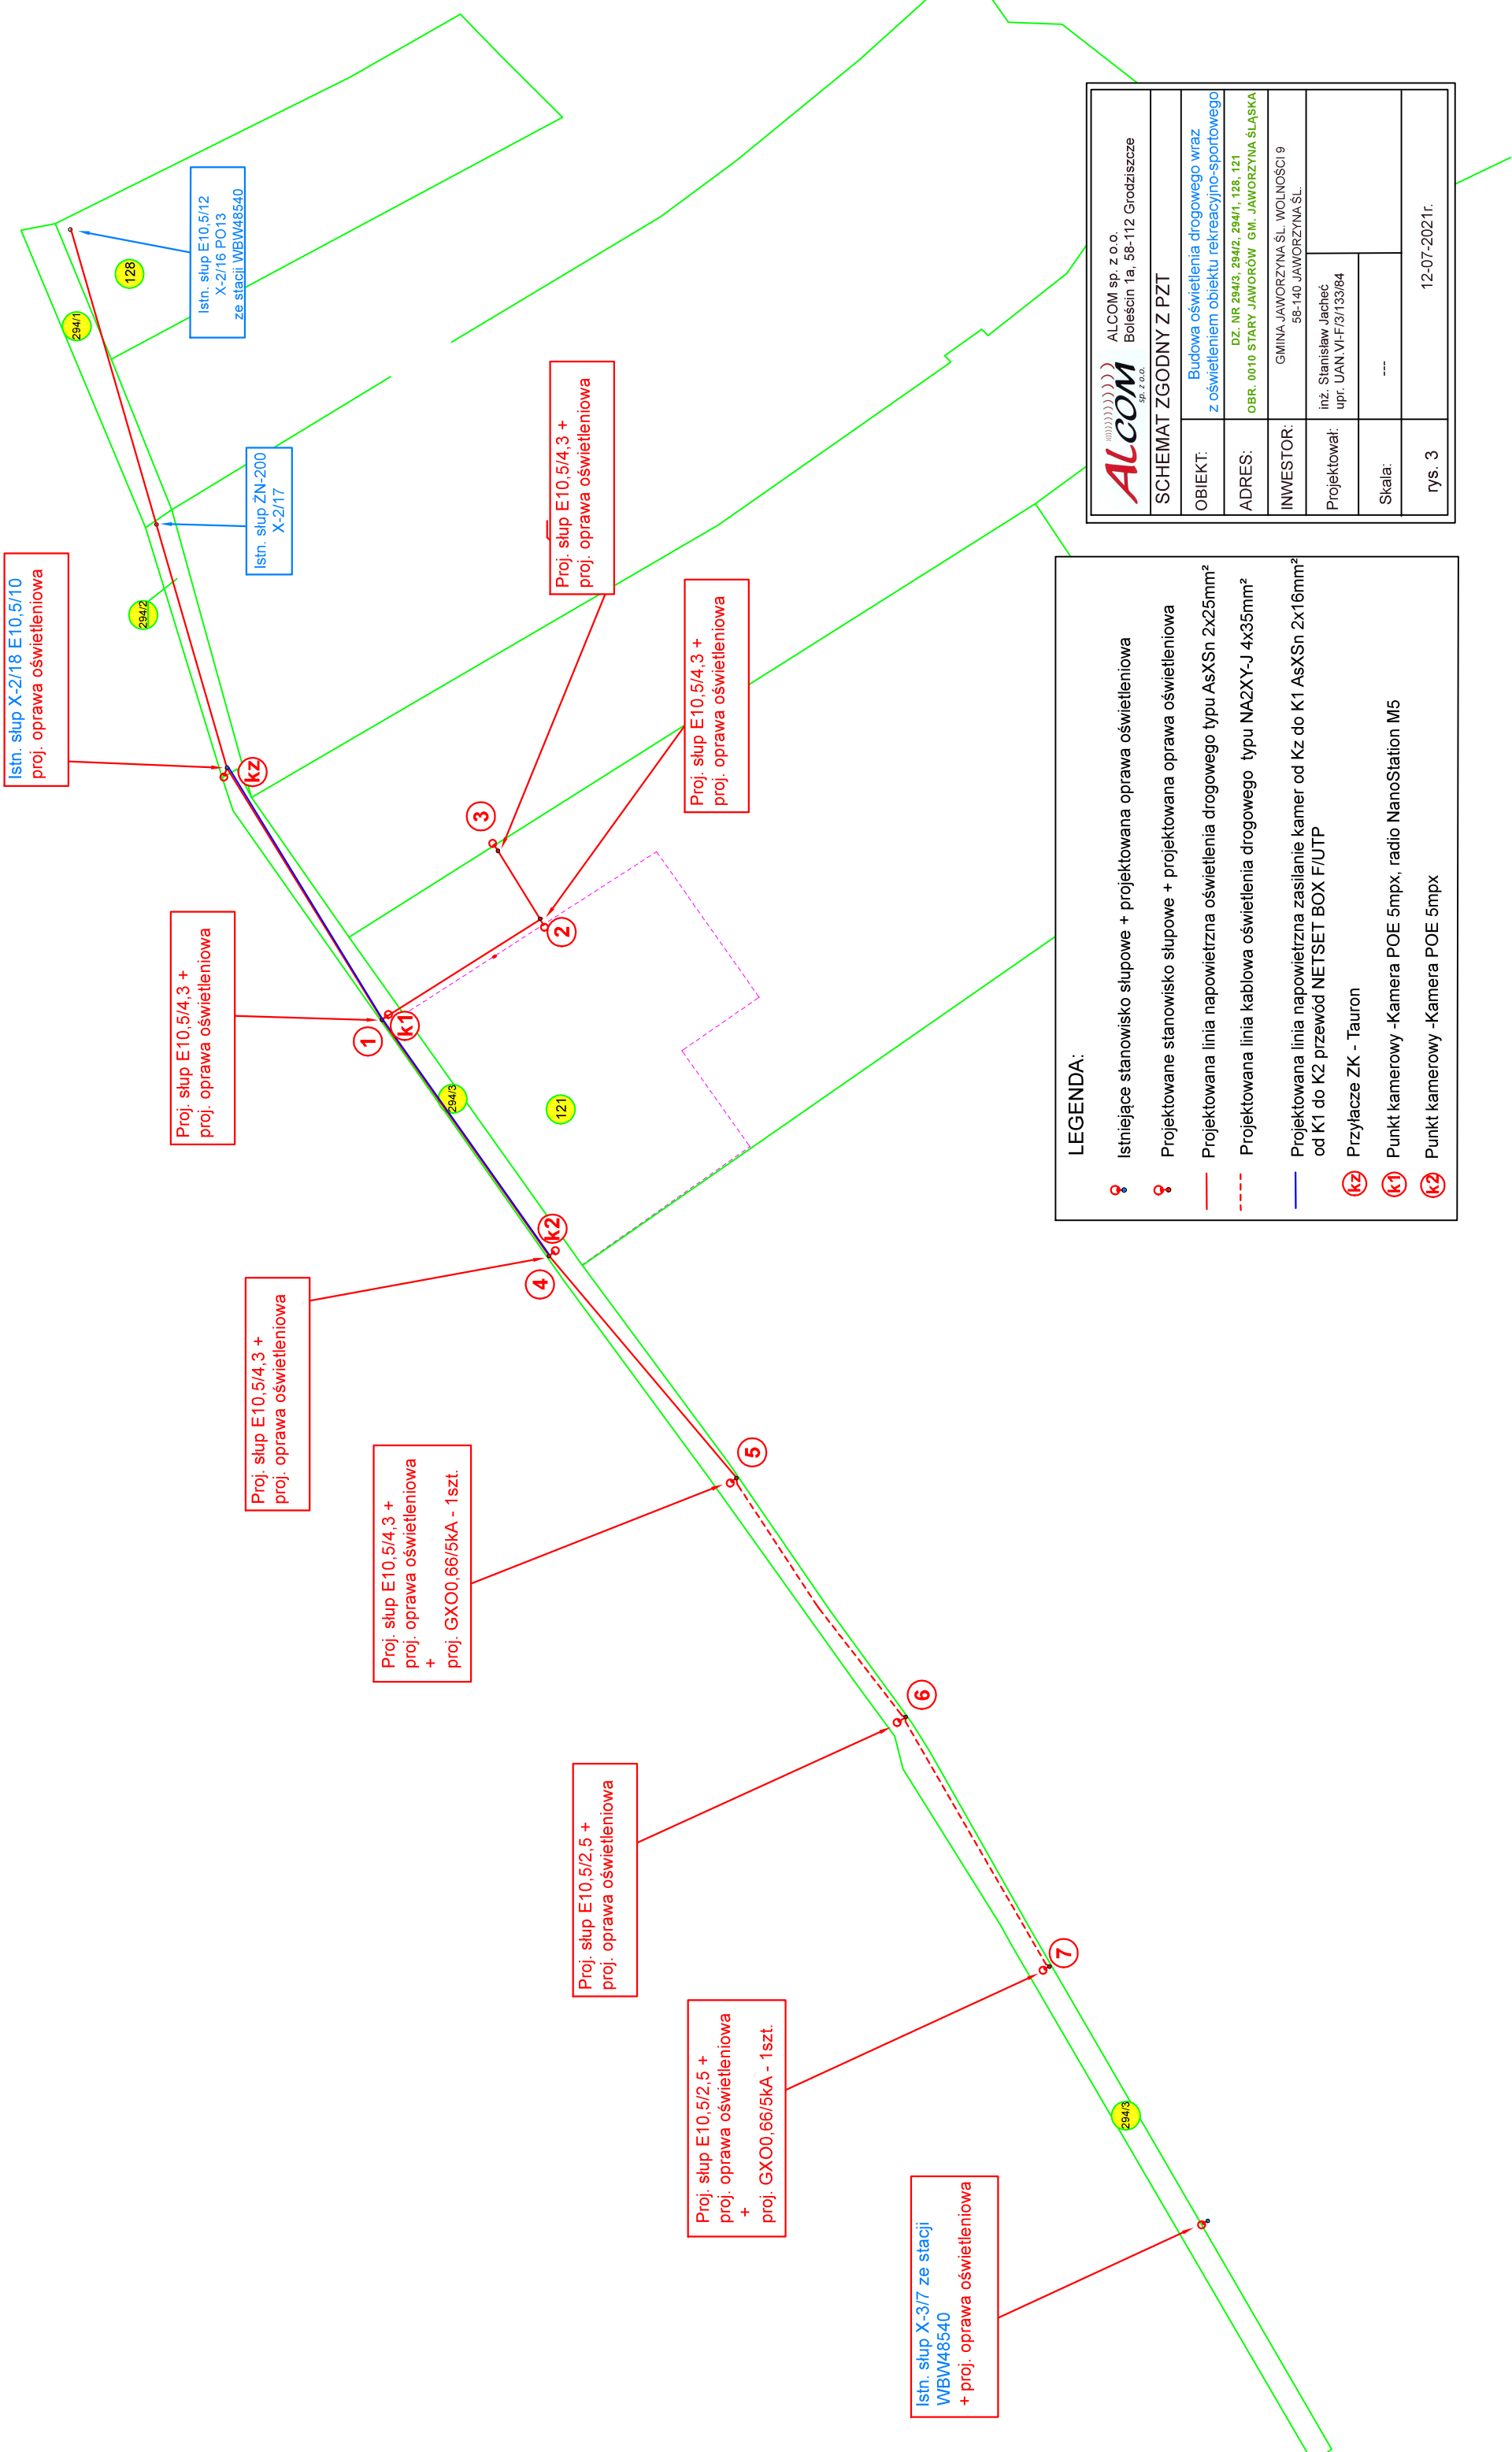 Istn. słup X-2/18 E10,5/10
proj. oprawa oświetleniowa
Istn. słup E10,5/12
X-2/16 PO13
ze stacji WBW48540
Istn. słup ŻN-200
X-2/17
128
294/1
294/2
Proj. słup E10,5/4,3 +
proj. oprawa oświetleniowa
Proj. słup E10,5/4,3 +
proj. oprawa oświetleniowa
Proj. słup E10,5/4,3 +
proj. oprawa oświetleniowa
kz
3
2
1
k1
294/3
121
Proj. słup E10,5/4,3 +
proj. oprawa oświetleniowa
k2
4
Proj. słup E10,5/4,3 +
proj. oprawa oświetleniowa
+
proj. GXO0,66/5kA - 1szt.
5
Proj. słup E10,5/2,5 +
proj. oprawa oświetleniowa
6
Proj. słup E10,5/2,5 +
proj. oprawa oświetleniowa
+
proj. GXO0,66/5kA - 1szt.
7
294/3
Istn. słup X-3/7 ze stacji
WBW48540
+ proj. oprawa oświetleniowa
LEGENDA:
Istniejące stanowisko słupowe + projektowana oprawa oświetleniowa
Projektowane stanowisko słupowe + projektowana oprawa oświetleniowa
Projektowana linia napowietrzna oświetlenia drogowego typu AsXSn 2x25mm²
Projektowana linia kablowa oświetlenia drogowego typu NA2XY-J 4x35mm²
Projektowana linia napowietrzna zasilanie kamer od Kz do K1 AsXSn 2x16mm²
od K1 do K2 przewód NETSET BOX F/UTP
kz Przyłacze ZK - Tauron
k1 Punkt kamerowy -Kamera POE 5mpx, radio NanoStation M5
k2 Punkt kamerowy -Kamera POE 5mpx
ALCOM
sp. z o.o.
ALCOM sp. z o.o.
Boleścin 1a, 58-112 Grodziszcze
SCHEMAT ZGODNY Z PZT
OBIEKT: Budowa oświetlenia drogowego wraz
z oświetleniem obiektu rekreacyjno-sportowego
ADRES: DZ. NR 294/3, 294/2, 294/1, 128, 121
OBR. 0010 STARY JAWORÓW GM. JAWORZYNA ŚLĄSKA
INWESTOR: GMINA JAWORZYNA ŚL. WOLNOŚCI 9
58-140 JAWORZYNA ŚL.
Projektował: inż. Stanisław Jacheć
upr. UAN.VI-F/3/133/84
Skala: ---
rys. 3 12-07-2021r.